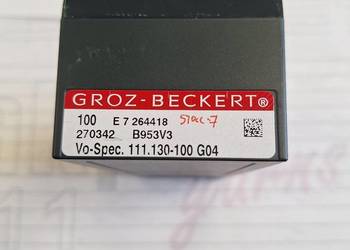 GROZ-BECKERT®
100 E 7 264418
270342 B953V3
Vo-Spec. 111.130-100 G04